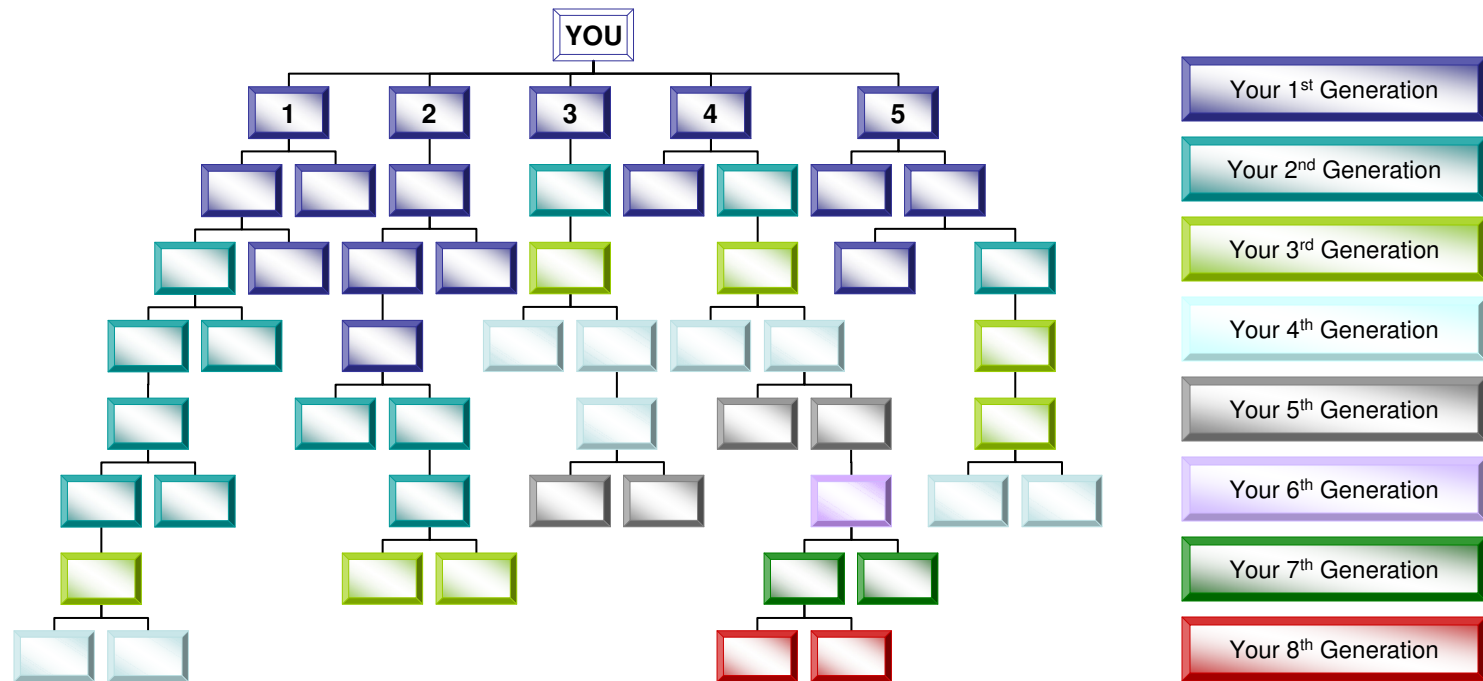 YOU
1 2 3 4 5
Your 1st Generation
Your 2nd Generation
Your 3rd Generation
Your 4th Generation
Your 5th Generation
Your 6th Generation
Your 7th Generation
Your 8th Generation